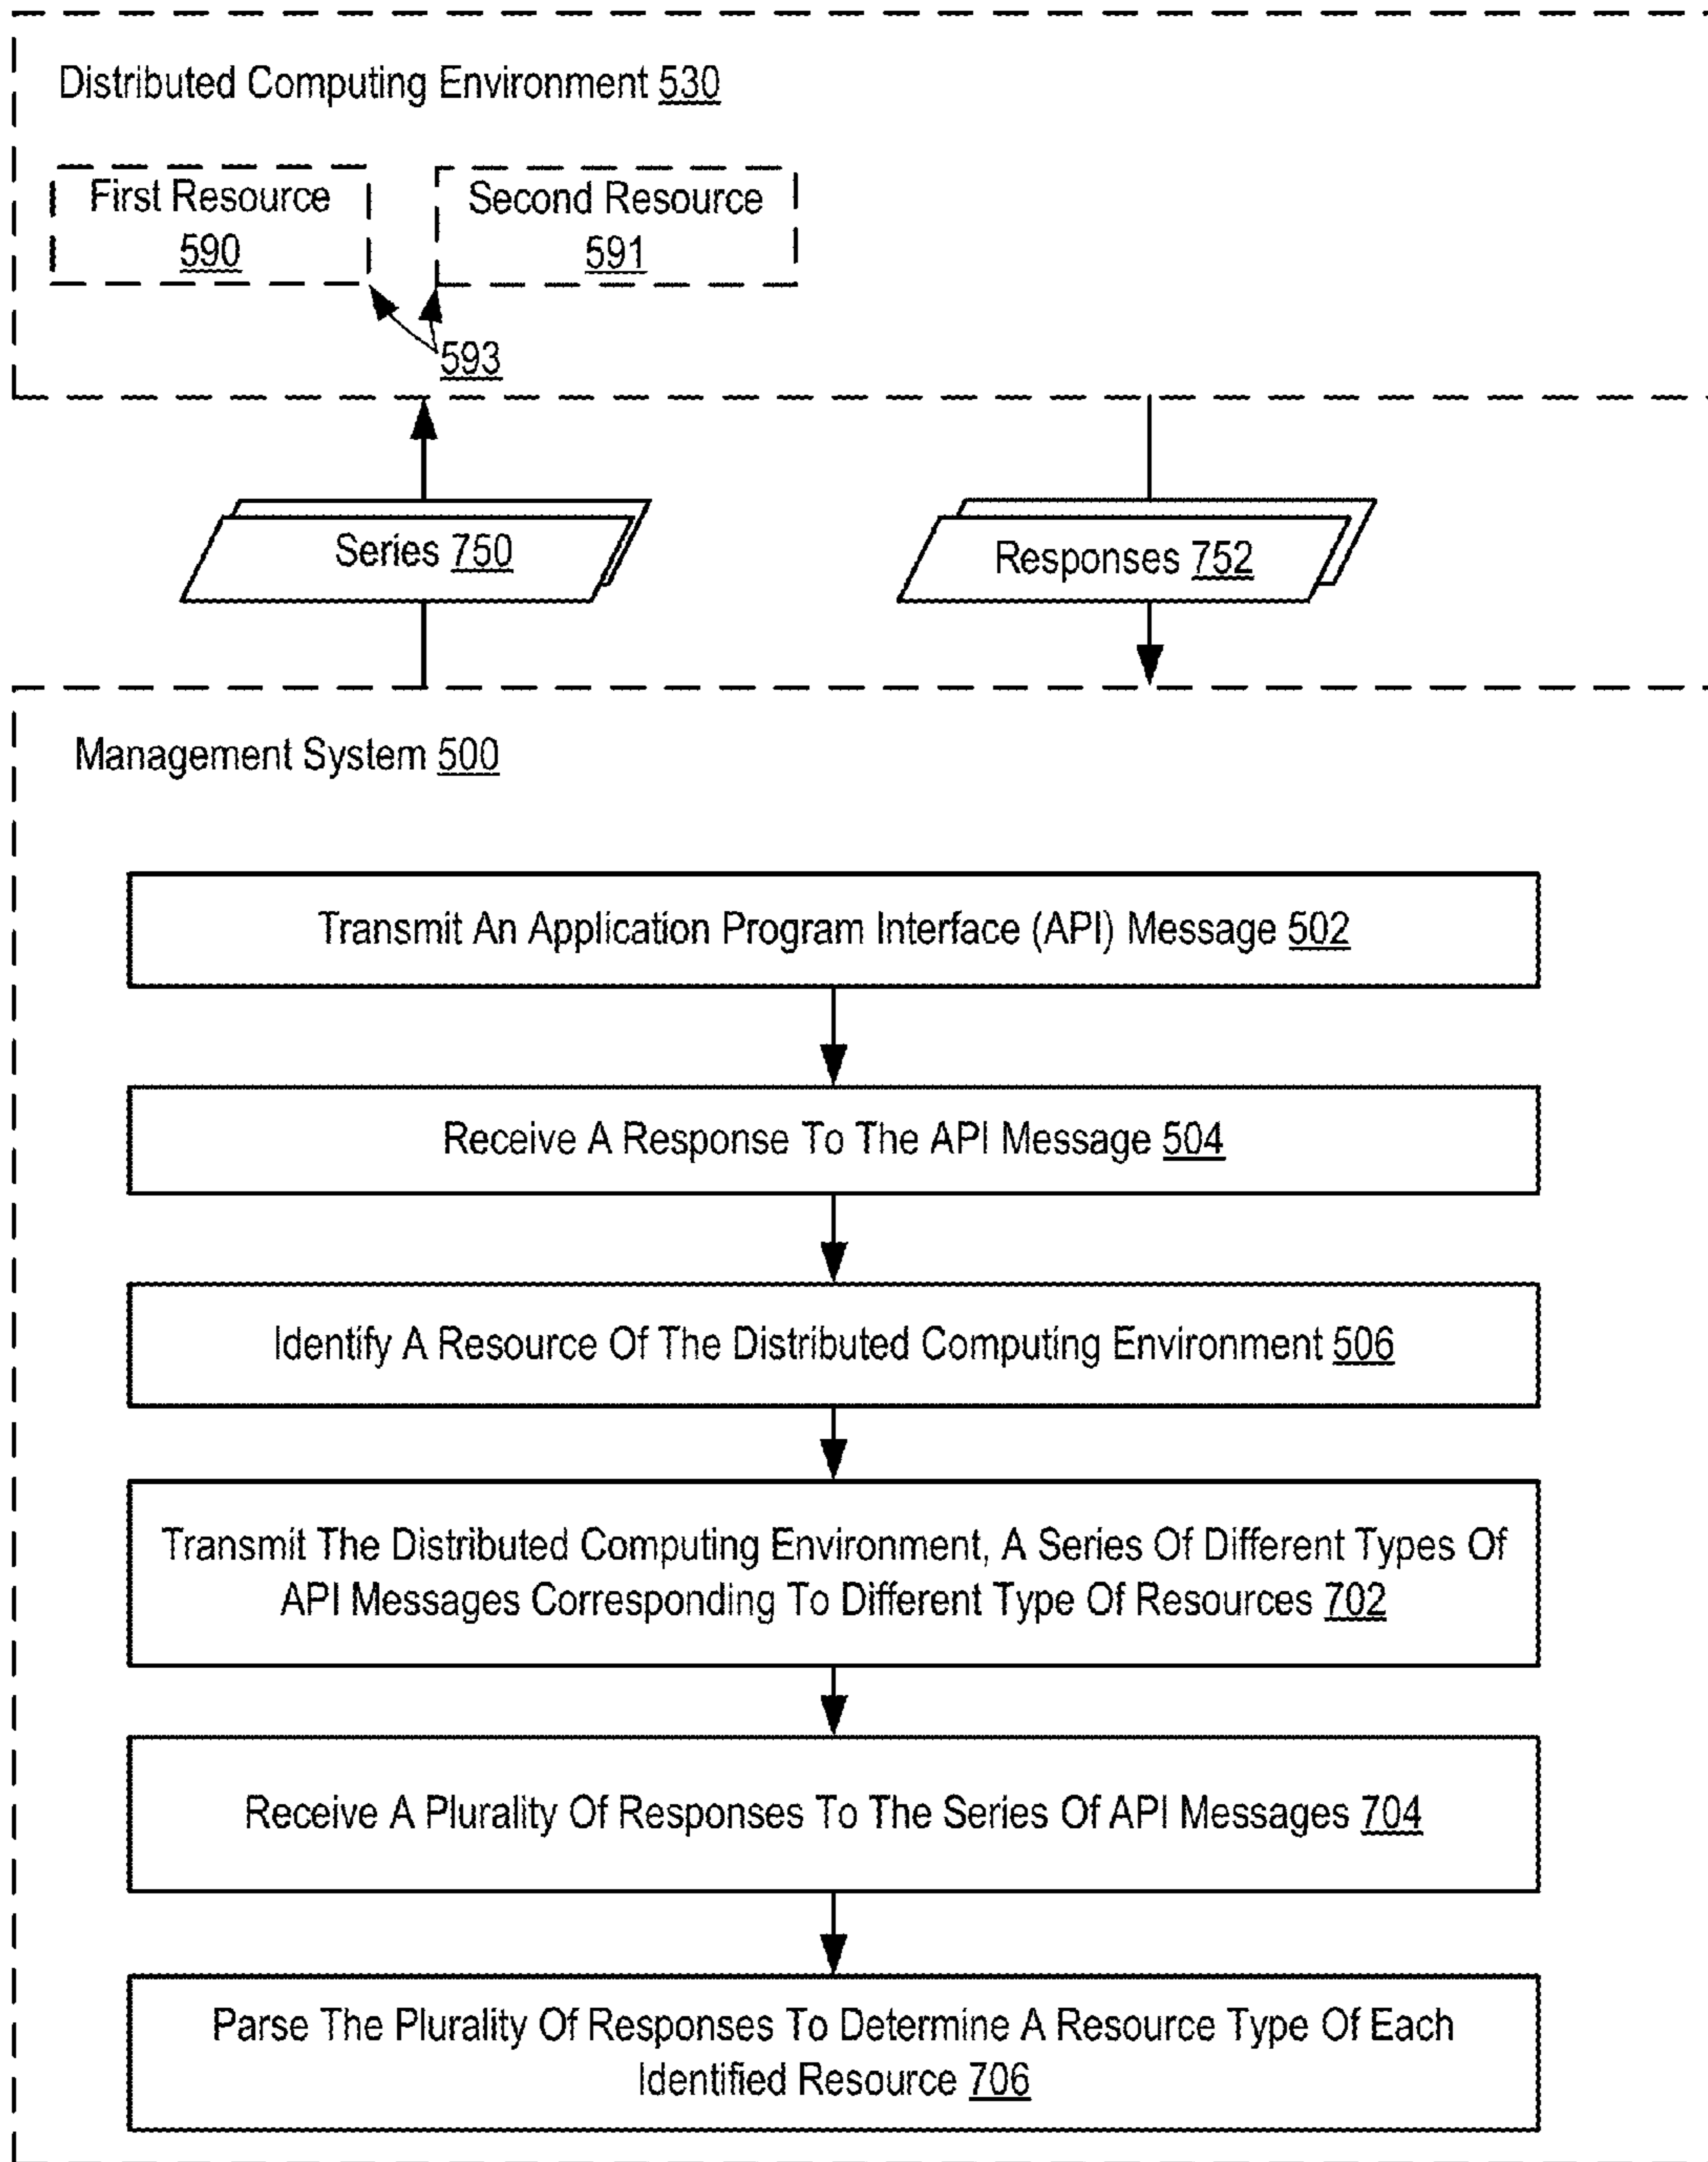 Distributed Computing Environment 530
First Resource
590
Second Resource
591
593
Series 750
Responses 752
Management System 500
Transmit An Application Program Interface (API) Message 502
Receive A Response To The API Message 504
Identify A Resource Of The Distributed Computing Environment 506
Transmit The Distributed Computing Environment, A Series Of Different Types Of
API Messages Corresponding To Different Type Of Resources 702
Receive A Plurality Of Responses To The Series Of API Messages 704
Parse The Plurality Of Responses To Determine A Resource Type Of Each
Identified Resource 706